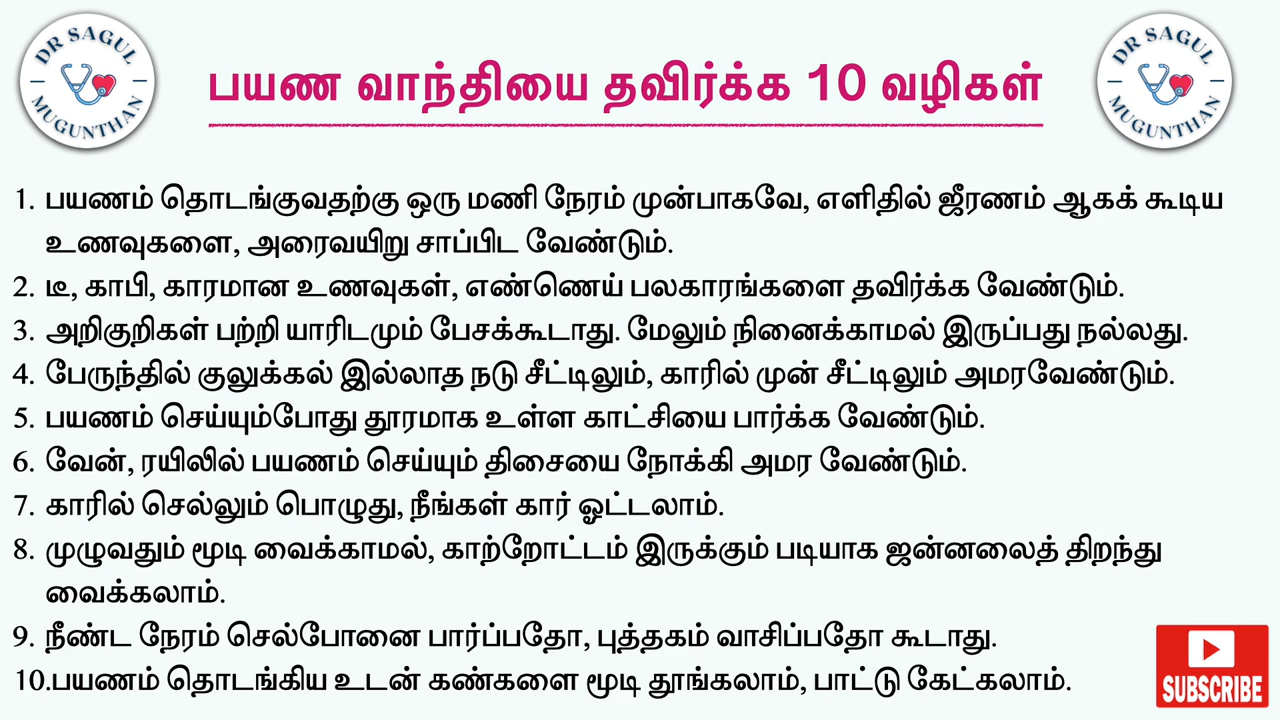 DR SAGUL
MUGUNTHAN
பயண வாந்தியை தவிர்க்க 10 வழிகள்
DR SAGUL
MUGUNTHAN
1. பயணம் தொடங்குவதற்கு ஒரு மணி நேரம் முன்பாகவே, எளிதில் ஜீரணம் ஆகக் கூடிய
உணவுகளை, அரைவயிறு சாப்பிட வேண்டும்.
2. டீ, காபி, காரமான உணவுகள், எண்ணெய் பலகாரங்களை தவிர்க்க வேண்டும்.
3. அறிகுறிகள் பற்றி யாரிடமும் பேசக்கூடாது. மேலும் நினைக்காமல் இருப்பது நல்லது.
4. பேருந்தில் குலுக்கல் இல்லாத நடு சீட்டிலும், காரில் முன் சீட்டிலும் அமரவேண்டும்.
5. பயணம் செய்யும்போது தூரமாக உள்ள காட்சியை பார்க்க வேண்டும்.
6. வேன், ரயிலில் பயணம் செய்யும் திசையை நோக்கி அமர வேண்டும்.
7. காரில் செல்லும் பொழுது, நீங்கள் கார் ஓட்டலாம்.
8. முழுவதும் மூடி வைக்காமல், காற்றோட்டம் இருக்கும் படியாக ஜன்னலைத் திறந்து
வைக்கலாம்.
9. நீண்ட நேரம் செல்போனை பார்ப்பதோ, புத்தகம் வாசிப்பதோ கூடாது.
10.பயணம் தொடங்கிய உடன் கண்களை மூடி தூங்கலாம், பாட்டு கேட்கலாம்.
SUBSCRIBE